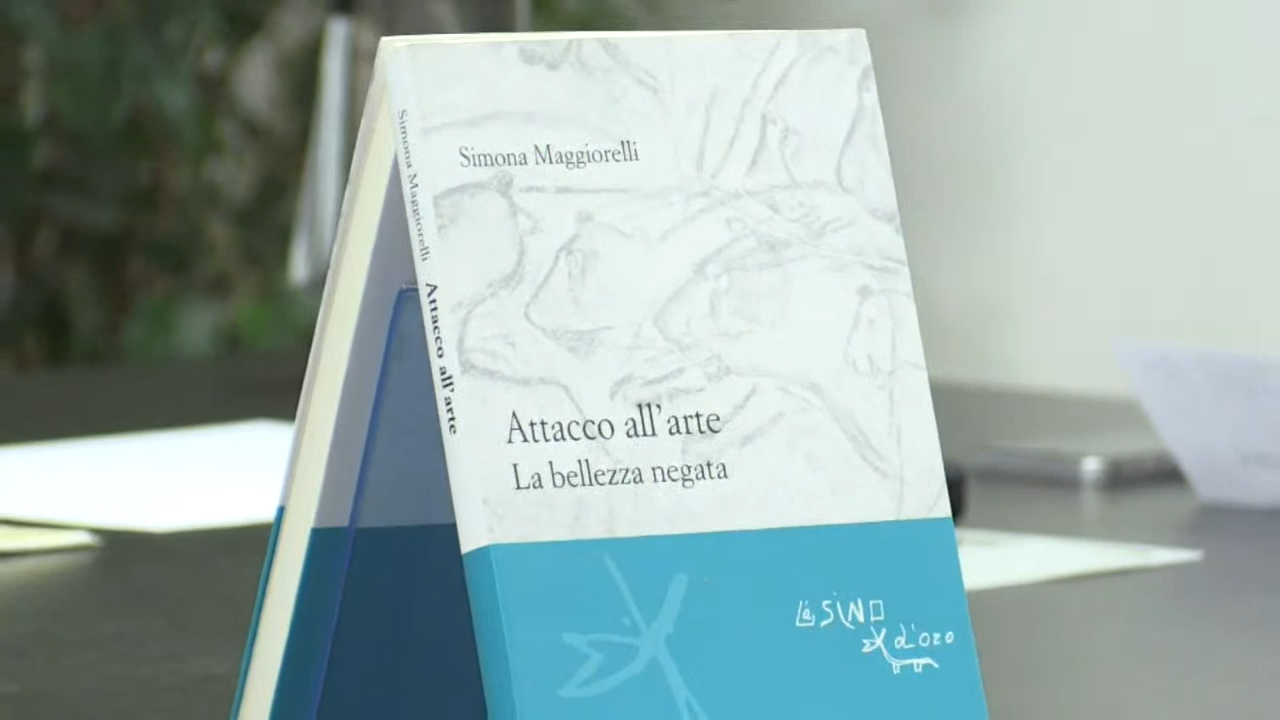 Simona Maggiorelli
Attacco all'arte
Simona Maggiorelli
Attacco all'arte
La bellezza negata
L'aSINO
d'oro